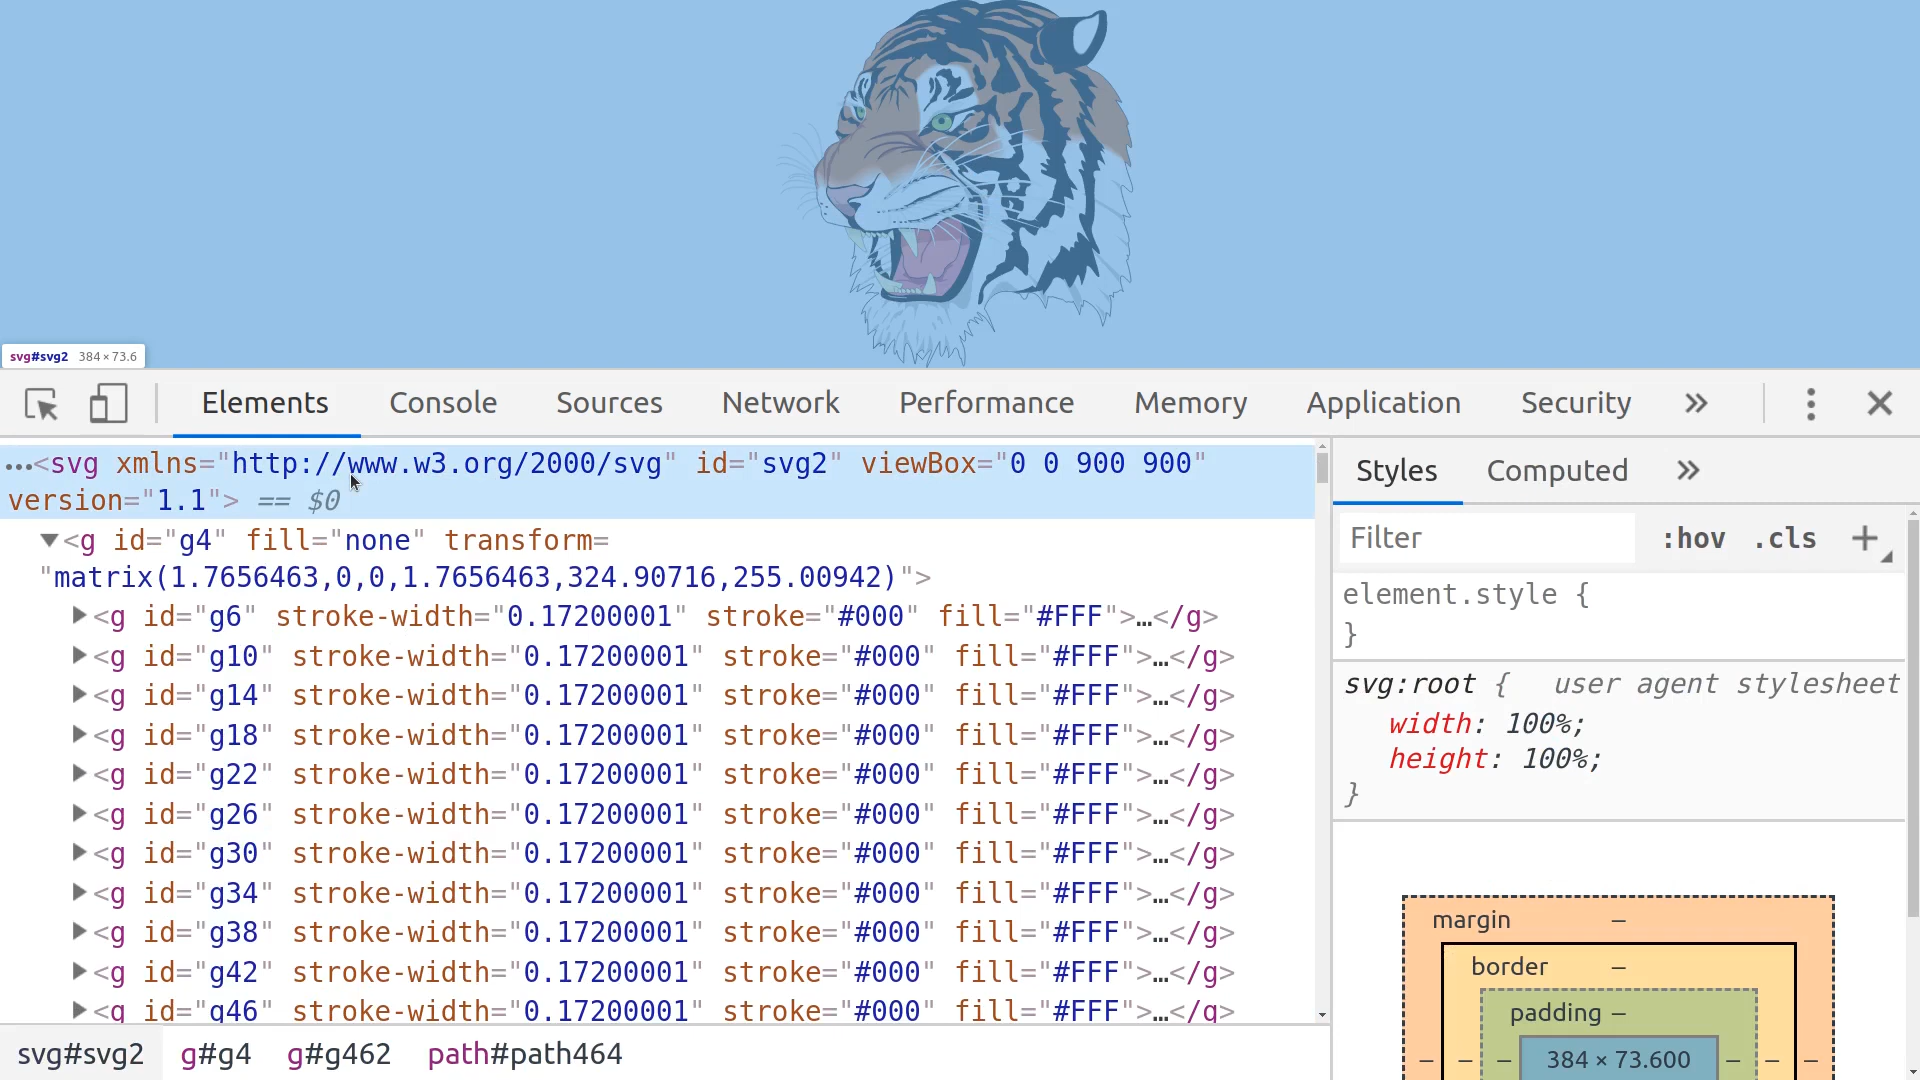 svg#svg2 384 × 73.6
Elements Console Sources Network Performance Memory Application Security »
…<svg xmlns="http://www.w3.org/2000/svg" id="svg2" viewBox="0 0 900 900"
version="1.1"> == $0
▼<g id="g4" fill="none" transform=
"matrix(1.7656463,0,0,1.7656463,324.90716,255.00942)">
▶<g id="g6" stroke-width="0.17200001" stroke="#000" fill="#FFF">…</g>
▶<g id="g10" stroke-width="0.17200001" stroke="#000" fill="#FFF">…</g>
▶<g id="g14" stroke-width="0.17200001" stroke="#000" fill="#FFF">…</g>
▶<g id="g18" stroke-width="0.17200001" stroke="#000" fill="#FFF">…</g>
▶<g id="g22" stroke-width="0.17200001" stroke="#000" fill="#FFF">…</g>
▶<g id="g26" stroke-width="0.17200001" stroke="#000" fill="#FFF">…</g>
▶<g id="g30" stroke-width="0.17200001" stroke="#000" fill="#FFF">…</g>
▶<g id="g34" stroke-width="0.17200001" stroke="#000" fill="#FFF">…</g>
▶<g id="g38" stroke-width="0.17200001" stroke="#000" fill="#FFF">…</g>
▶<g id="g42" stroke-width="0.17200001" stroke="#000" fill="#FFF">…</g>
▶<g id="g46" stroke-width="0.17200001" stroke="#000" fill="#FFF">…</g>
svg#svg2 g#g4 g#g462 path#path464
Styles Computed »
Filter :hov .cls +
element.style {
}
svg:root { user agent stylesheet
width: 100%;
height: 100%;
}
margin –
border –
padding –
– – – 384 × 73.600 – – –